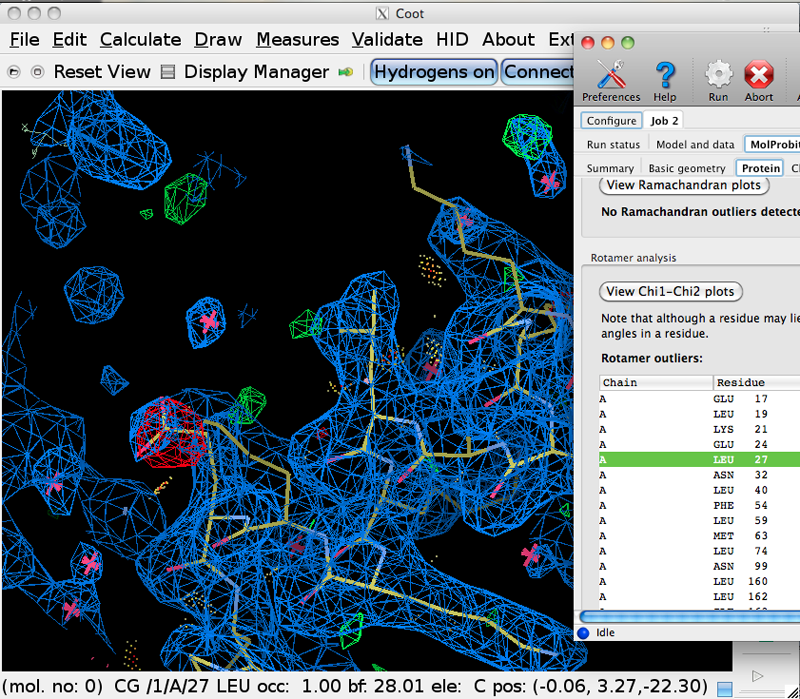 Coot
File Edit Calculate Draw Measures Validate HID About Ext
Reset View Display Manager Hydrogens on Connect
Preferences Help Run Abort
Configure Job 2
Run status Model and data MolProbit
Summary Basic geometry Protein
View Ramachandran plots
No Ramachandran outliers detecte
Rotamer analysis
View Chi1-Chi2 plots
Note that although a residue may lie
angles in a residue.
Rotamer outliers:
Chain Residue
A GLU 17
A LEU 19
A LYS 21
A GLU 24
A LEU 27
A ASN 32
A LEU 40
A PHE 54
A LEU 59
A MET 63
A LEU 74
A ASN 99
A LEU 160
A LEU 162
Idle
(mol. no: 0) CG /1/A/27 LEU occ: 1.00 bf: 28.01 ele: C pos: (-0.06, 3.27,-22.30)